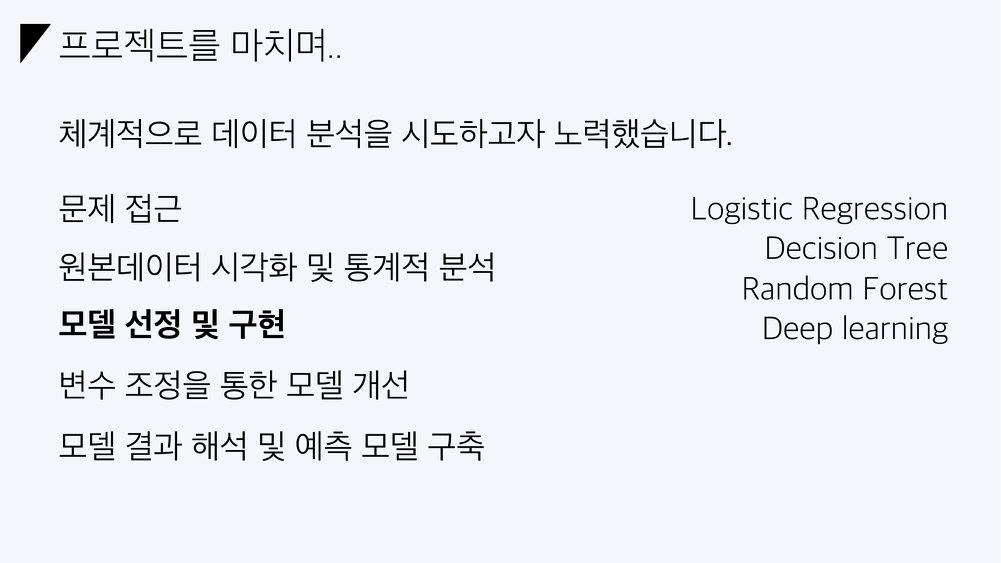 프로젝트를 마치며..
체계적으로 데이터 분석을 시도하고자 노력했습니다.
문제 접근
원본데이터 시각화 및 통계적 분석
모델 선정 및 구현
변수 조정을 통한 모델 개선
모델 결과 해석 및 예측 모델 구축
Logistic Regression
Decision Tree
Random Forest
Deep learning